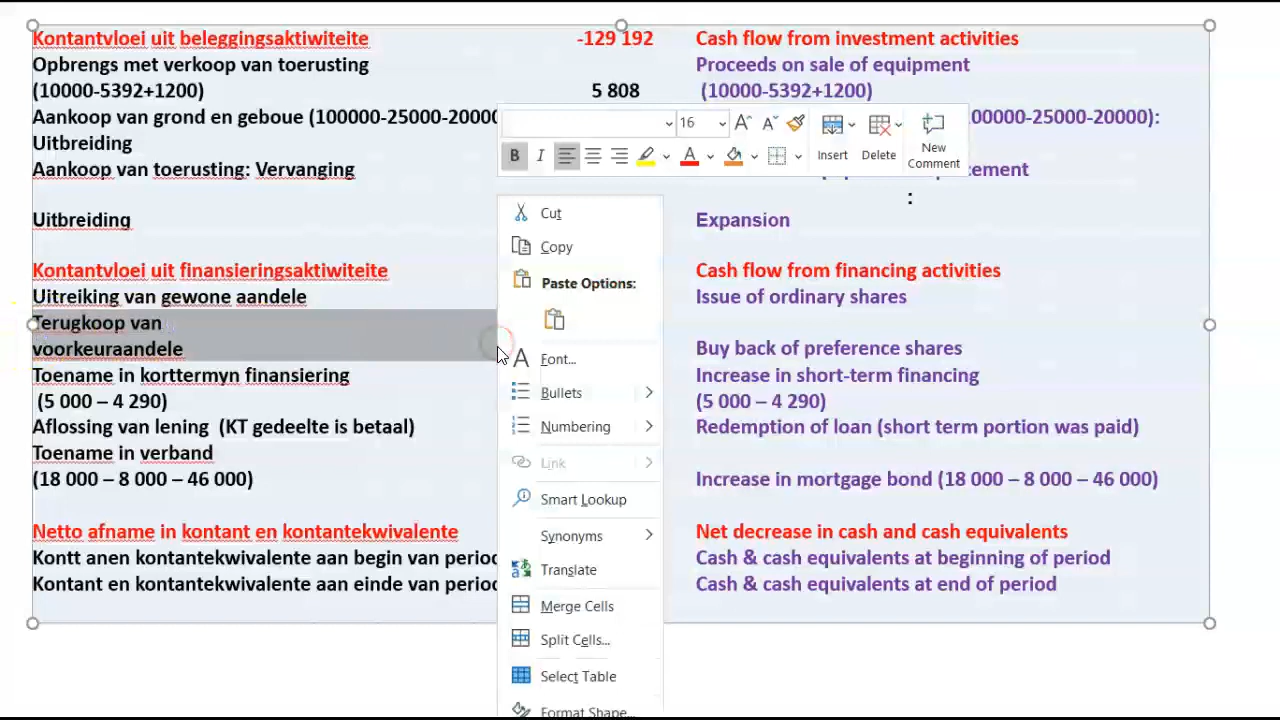 Kontantvloei uit beleggingsaktiwiteite -129 192 Cash flow from investment activities
Opbrengs met verkoop van toerusting Proceeds on sale of equipment
(10000-5392+1200) 5 808 (10000-5392+1200)
Aankoop van grond en geboue (100000-25000-20000 00000-25000-20000):
Uitbreiding
Aankoop van toerusting: Vervanging cement
:
Uitbreiding Expansion
Kontantvloei uit finansieringsaktiwiteite Cash flow from financing activities
Uitreiking van gewone aandele Issue of ordinary shares
Terugkoop van
voorkeuraandele Buy back of preference shares
Toename in korttermyn finansiering Increase in short-term financing
(5 000 – 4 290) (5 000 – 4 290)
Aflossing van lening (KT gedeelte is betaal) Redemption of loan (short term portion was paid)
Toename in verband
(18 000 – 8 000 – 46 000) Increase in mortgage bond (18 000 – 8 000 – 46 000)
Netto afname in kontant en kontantekwivalente Net decrease in cash and cash equivalents
Kontt anen kontantekwivalente aan begin van perioc Cash & cash equivalents at beginning of period
Kontant en kontantekwivalente aan einde van perioc Cash & cash equivalents at end of period
16 A A
B I A Insert Delete New
Comment
Cut
Copy
Paste Options:
A Font...
Bullets
Numbering
Link
Smart Lookup
Synonyms
Translate
Merge Cells
Split Cells...
Select Table
Format Shape...